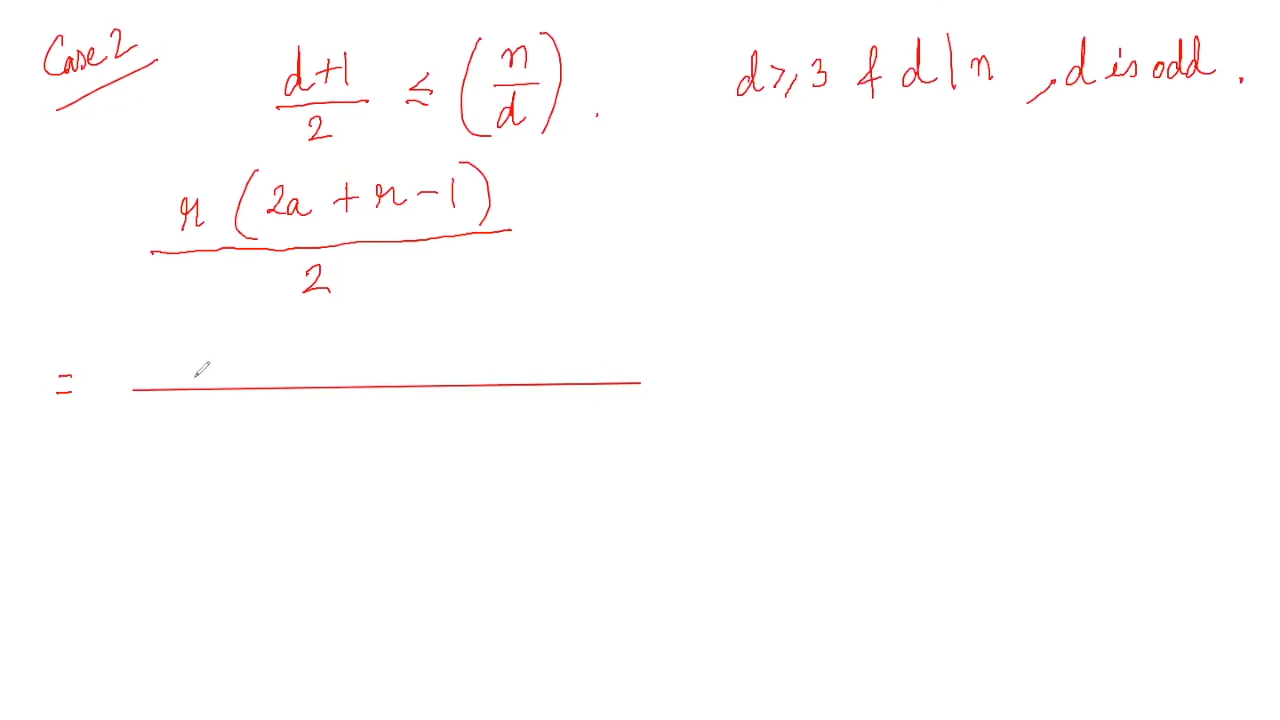 Case 2
(d+1)/2 ≤ (n/d) .
d ≥ 3 & d | n , d is odd .
r (2a + r - 1) / 2
=